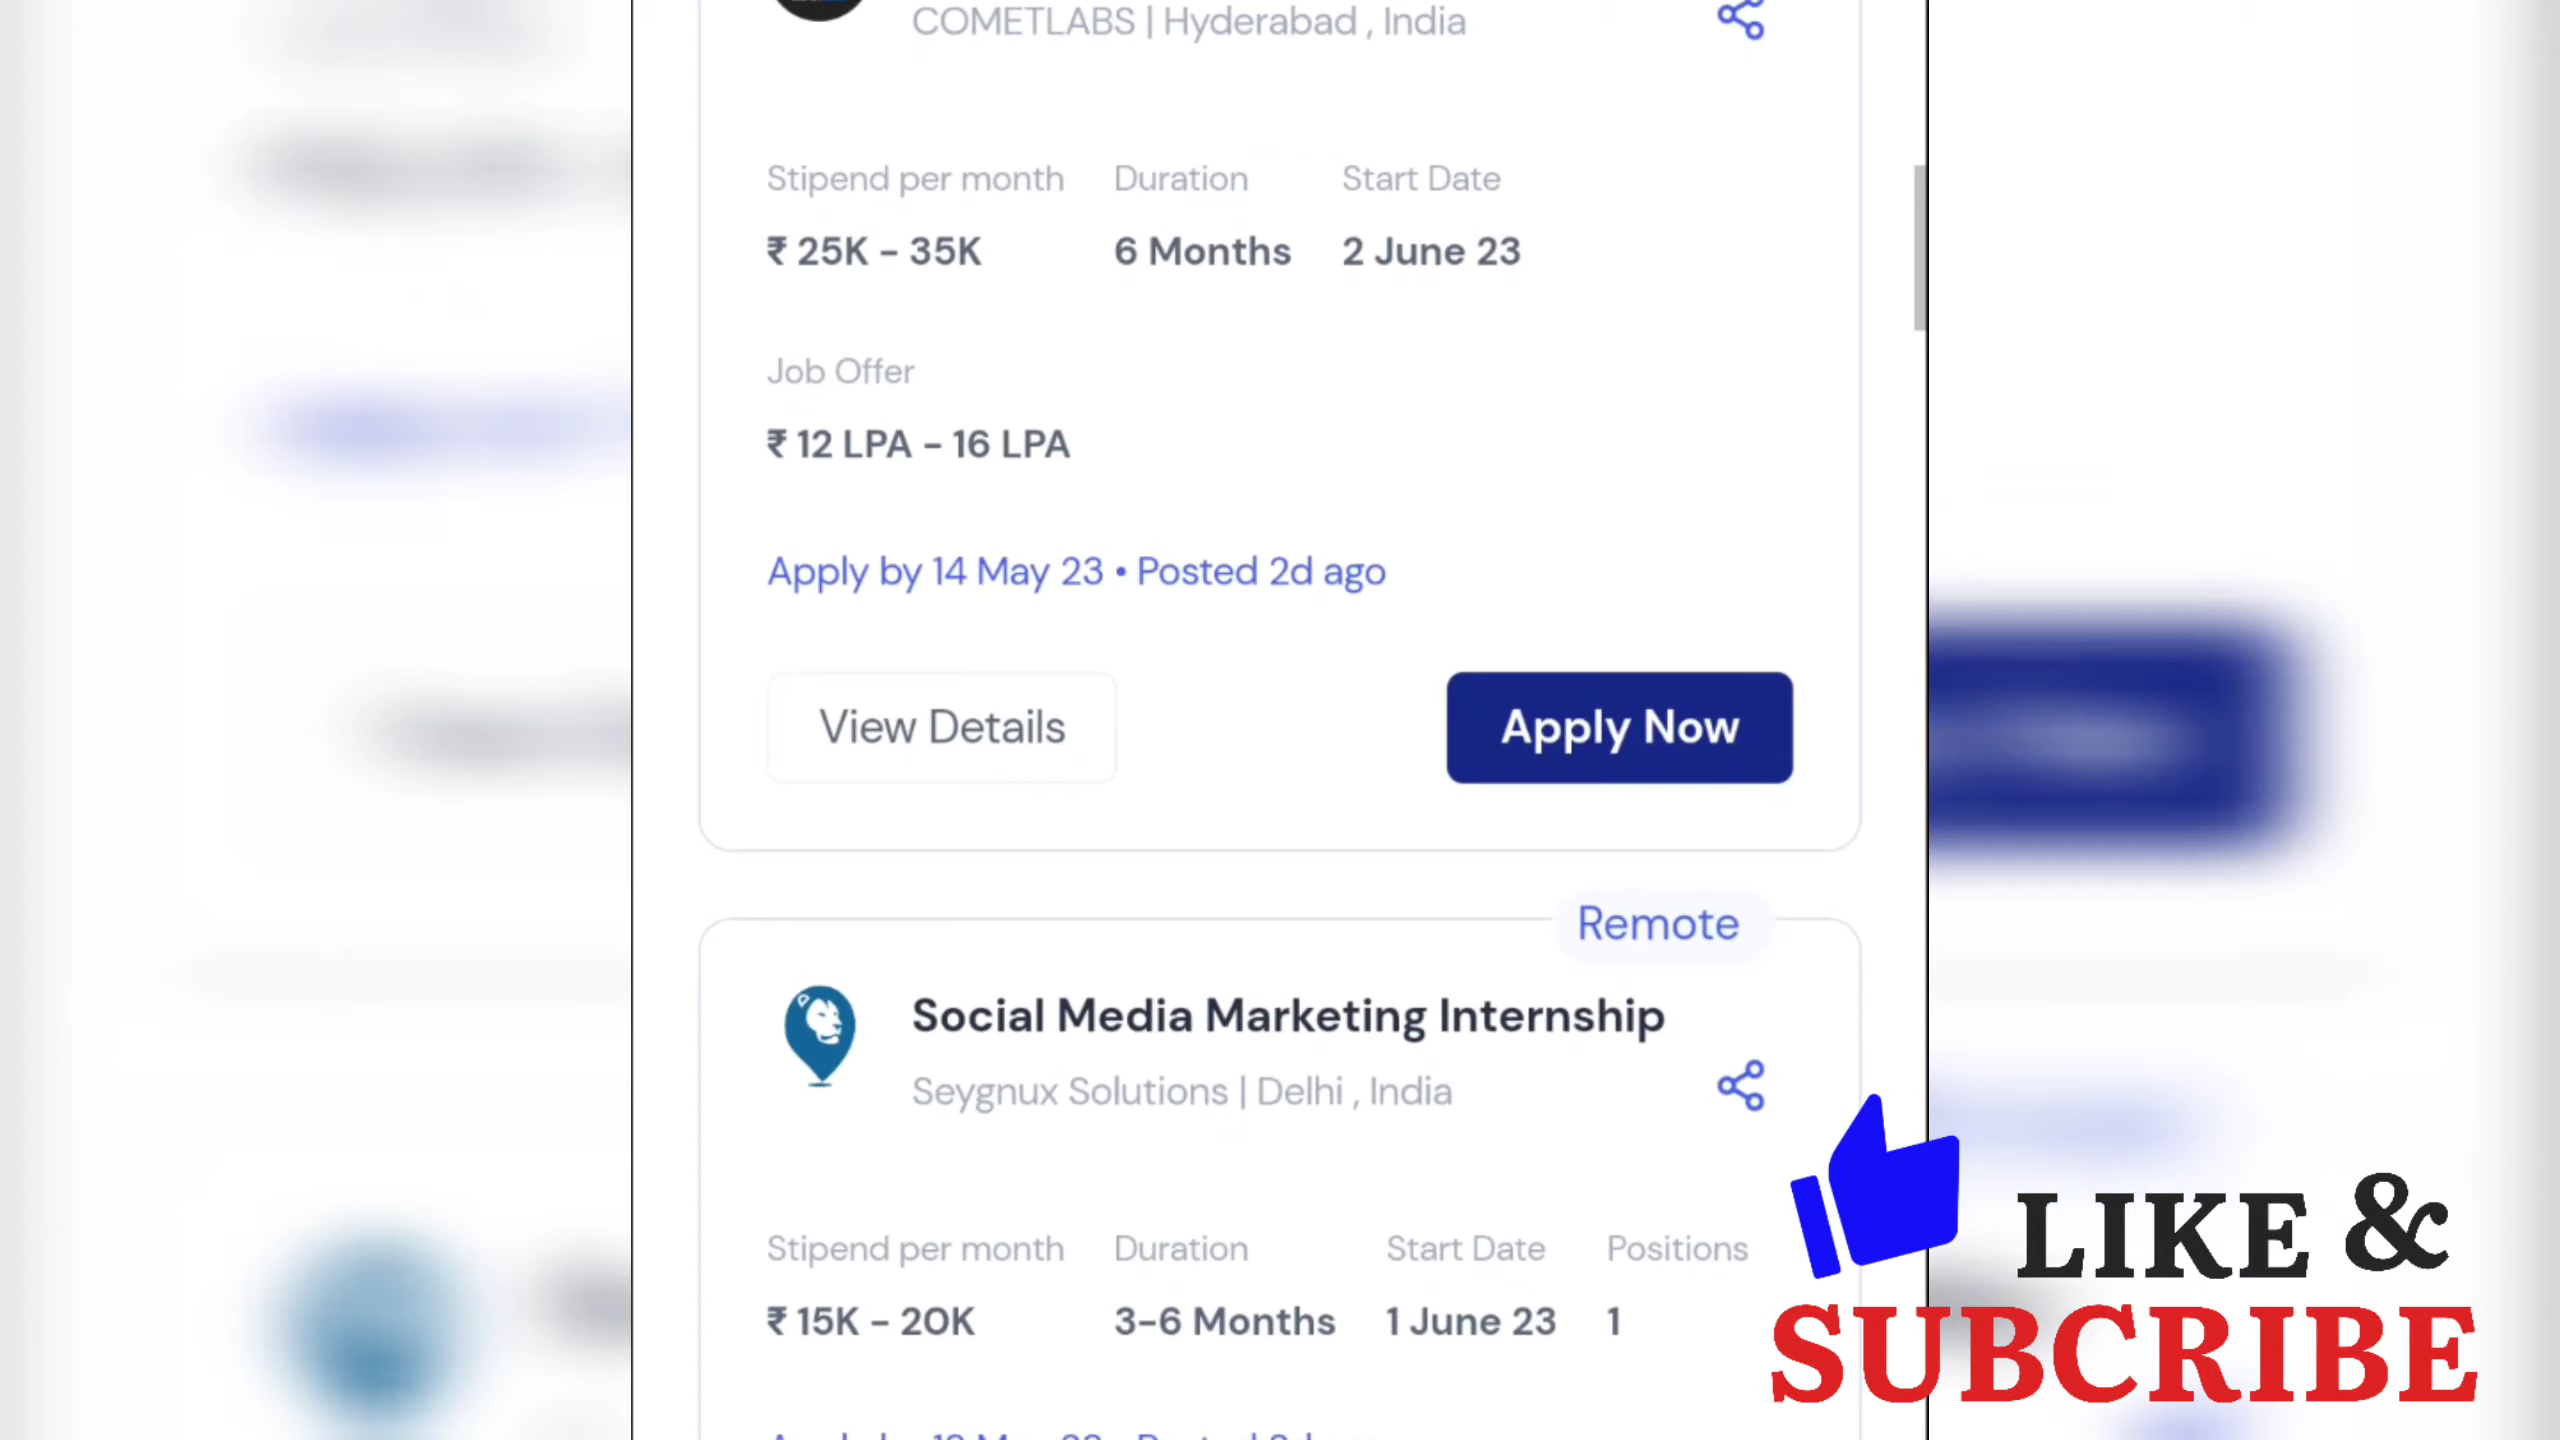 COMETLABS | Hyderabad , India
Stipend per month Duration Start Date
₹ 25K - 35K 6 Months 2 June 23
Job Offer
₹ 12 LPA - 16 LPA
Apply by 14 May 23 • Posted 2d ago
View Details Apply Now
Remote
Social Media Marketing Internship
Seygnux Solutions | Delhi , India
Stipend per month Duration Start Date Positions
₹ 15K - 20K 3-6 Months 1 June 23 1
LIKE &
SUBCRIBE